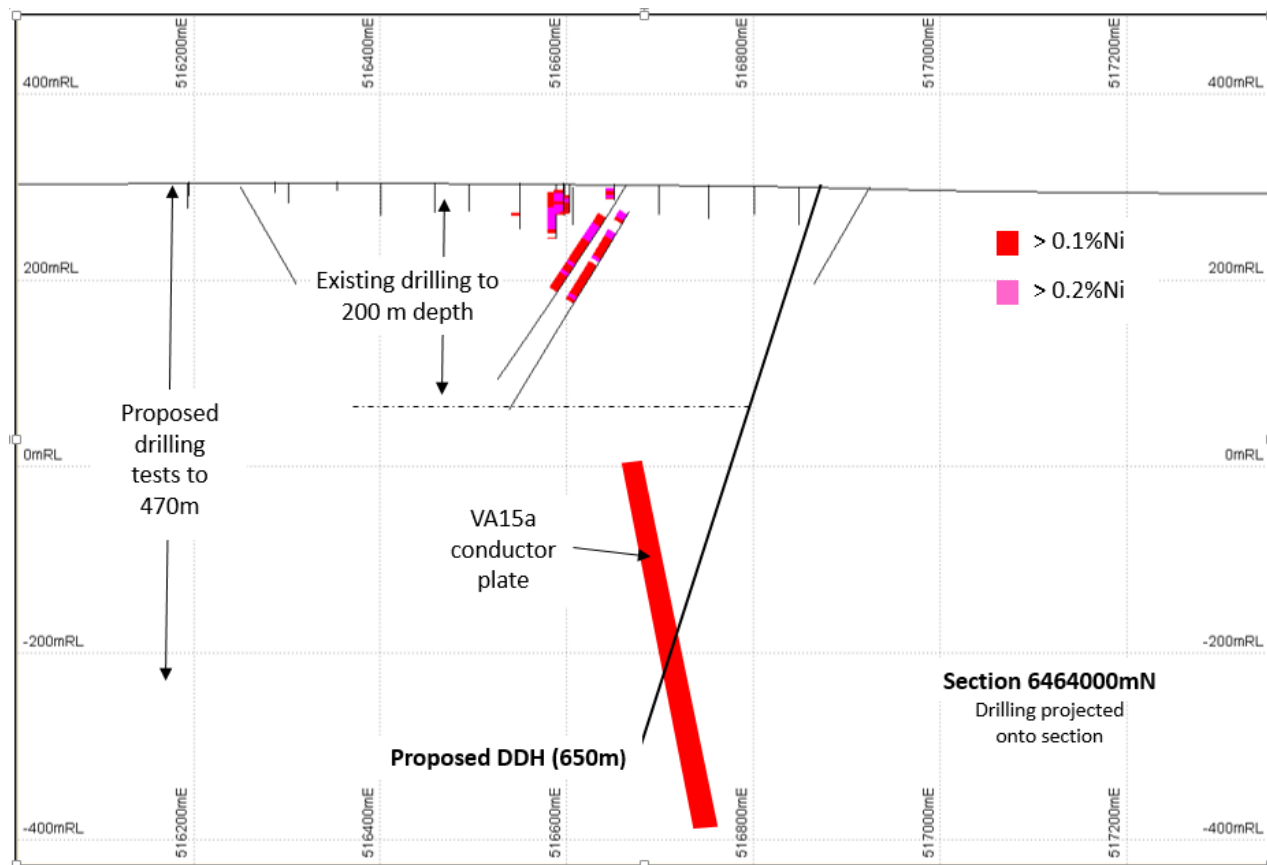 516200mE
516400mE
516600mE
516800mE
517000mE
517200mE
400mRL
400mRL
> 0.1%Ni
200mRL
Existing drilling to
200 m depth
200mRL
> 0.2%Ni
Proposed
drilling
tests to
470m
0mRL
0mRL
VA15a
conductor
plate
-200mRL
-200mRL
Section 6464000mN
Drilling projected
onto section
Proposed DDH (650m)
-400mRL
-400mRL
516200mE
516400mE
516600mE
516800mE
517000mE
517200mE